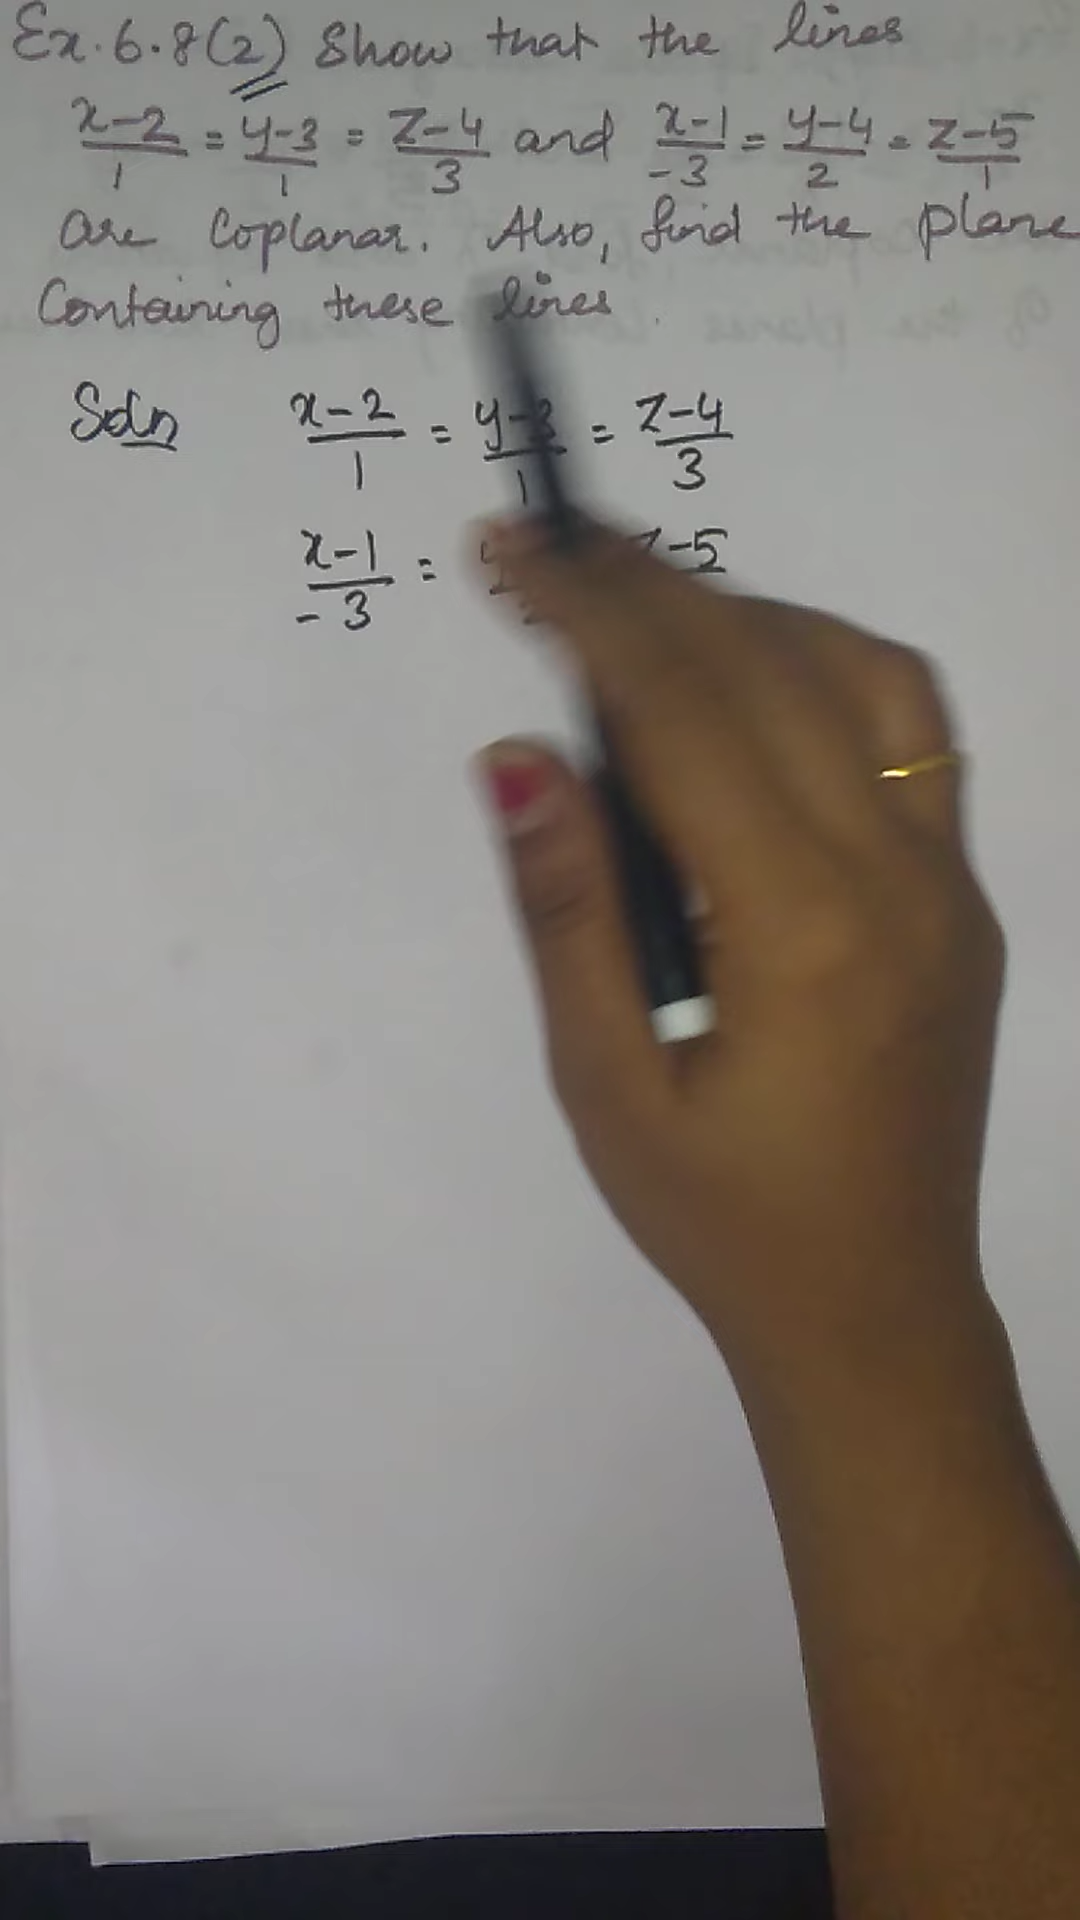 Ex. 6.8(2) Show that the lines
x-2/1 = y-3/1 = z-4/3 and x-1/-3 = y-4/2 = z-5/1
are Coplanar. Also, find the plane
Containing these lines.
Soln x-2/1 = y-3/1 = z-4/3
x-1/-3 = z-5